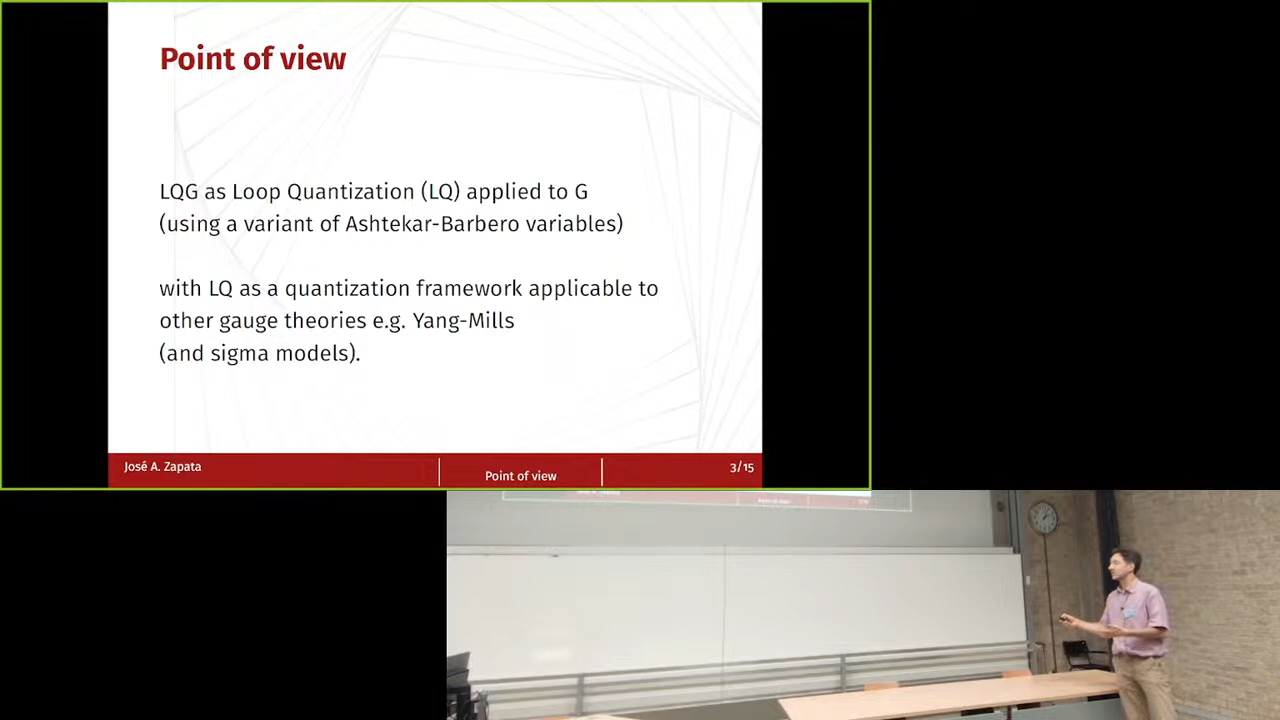 Point of view
LQG as Loop Quantization (LQ) applied to G
(using a variant of Ashtekar-Barbero variables)
with LQ as a quantization framework applicable to
other gauge theories e.g. Yang-Mills
(and sigma models).
José A. Zapata
Point of view
3/15